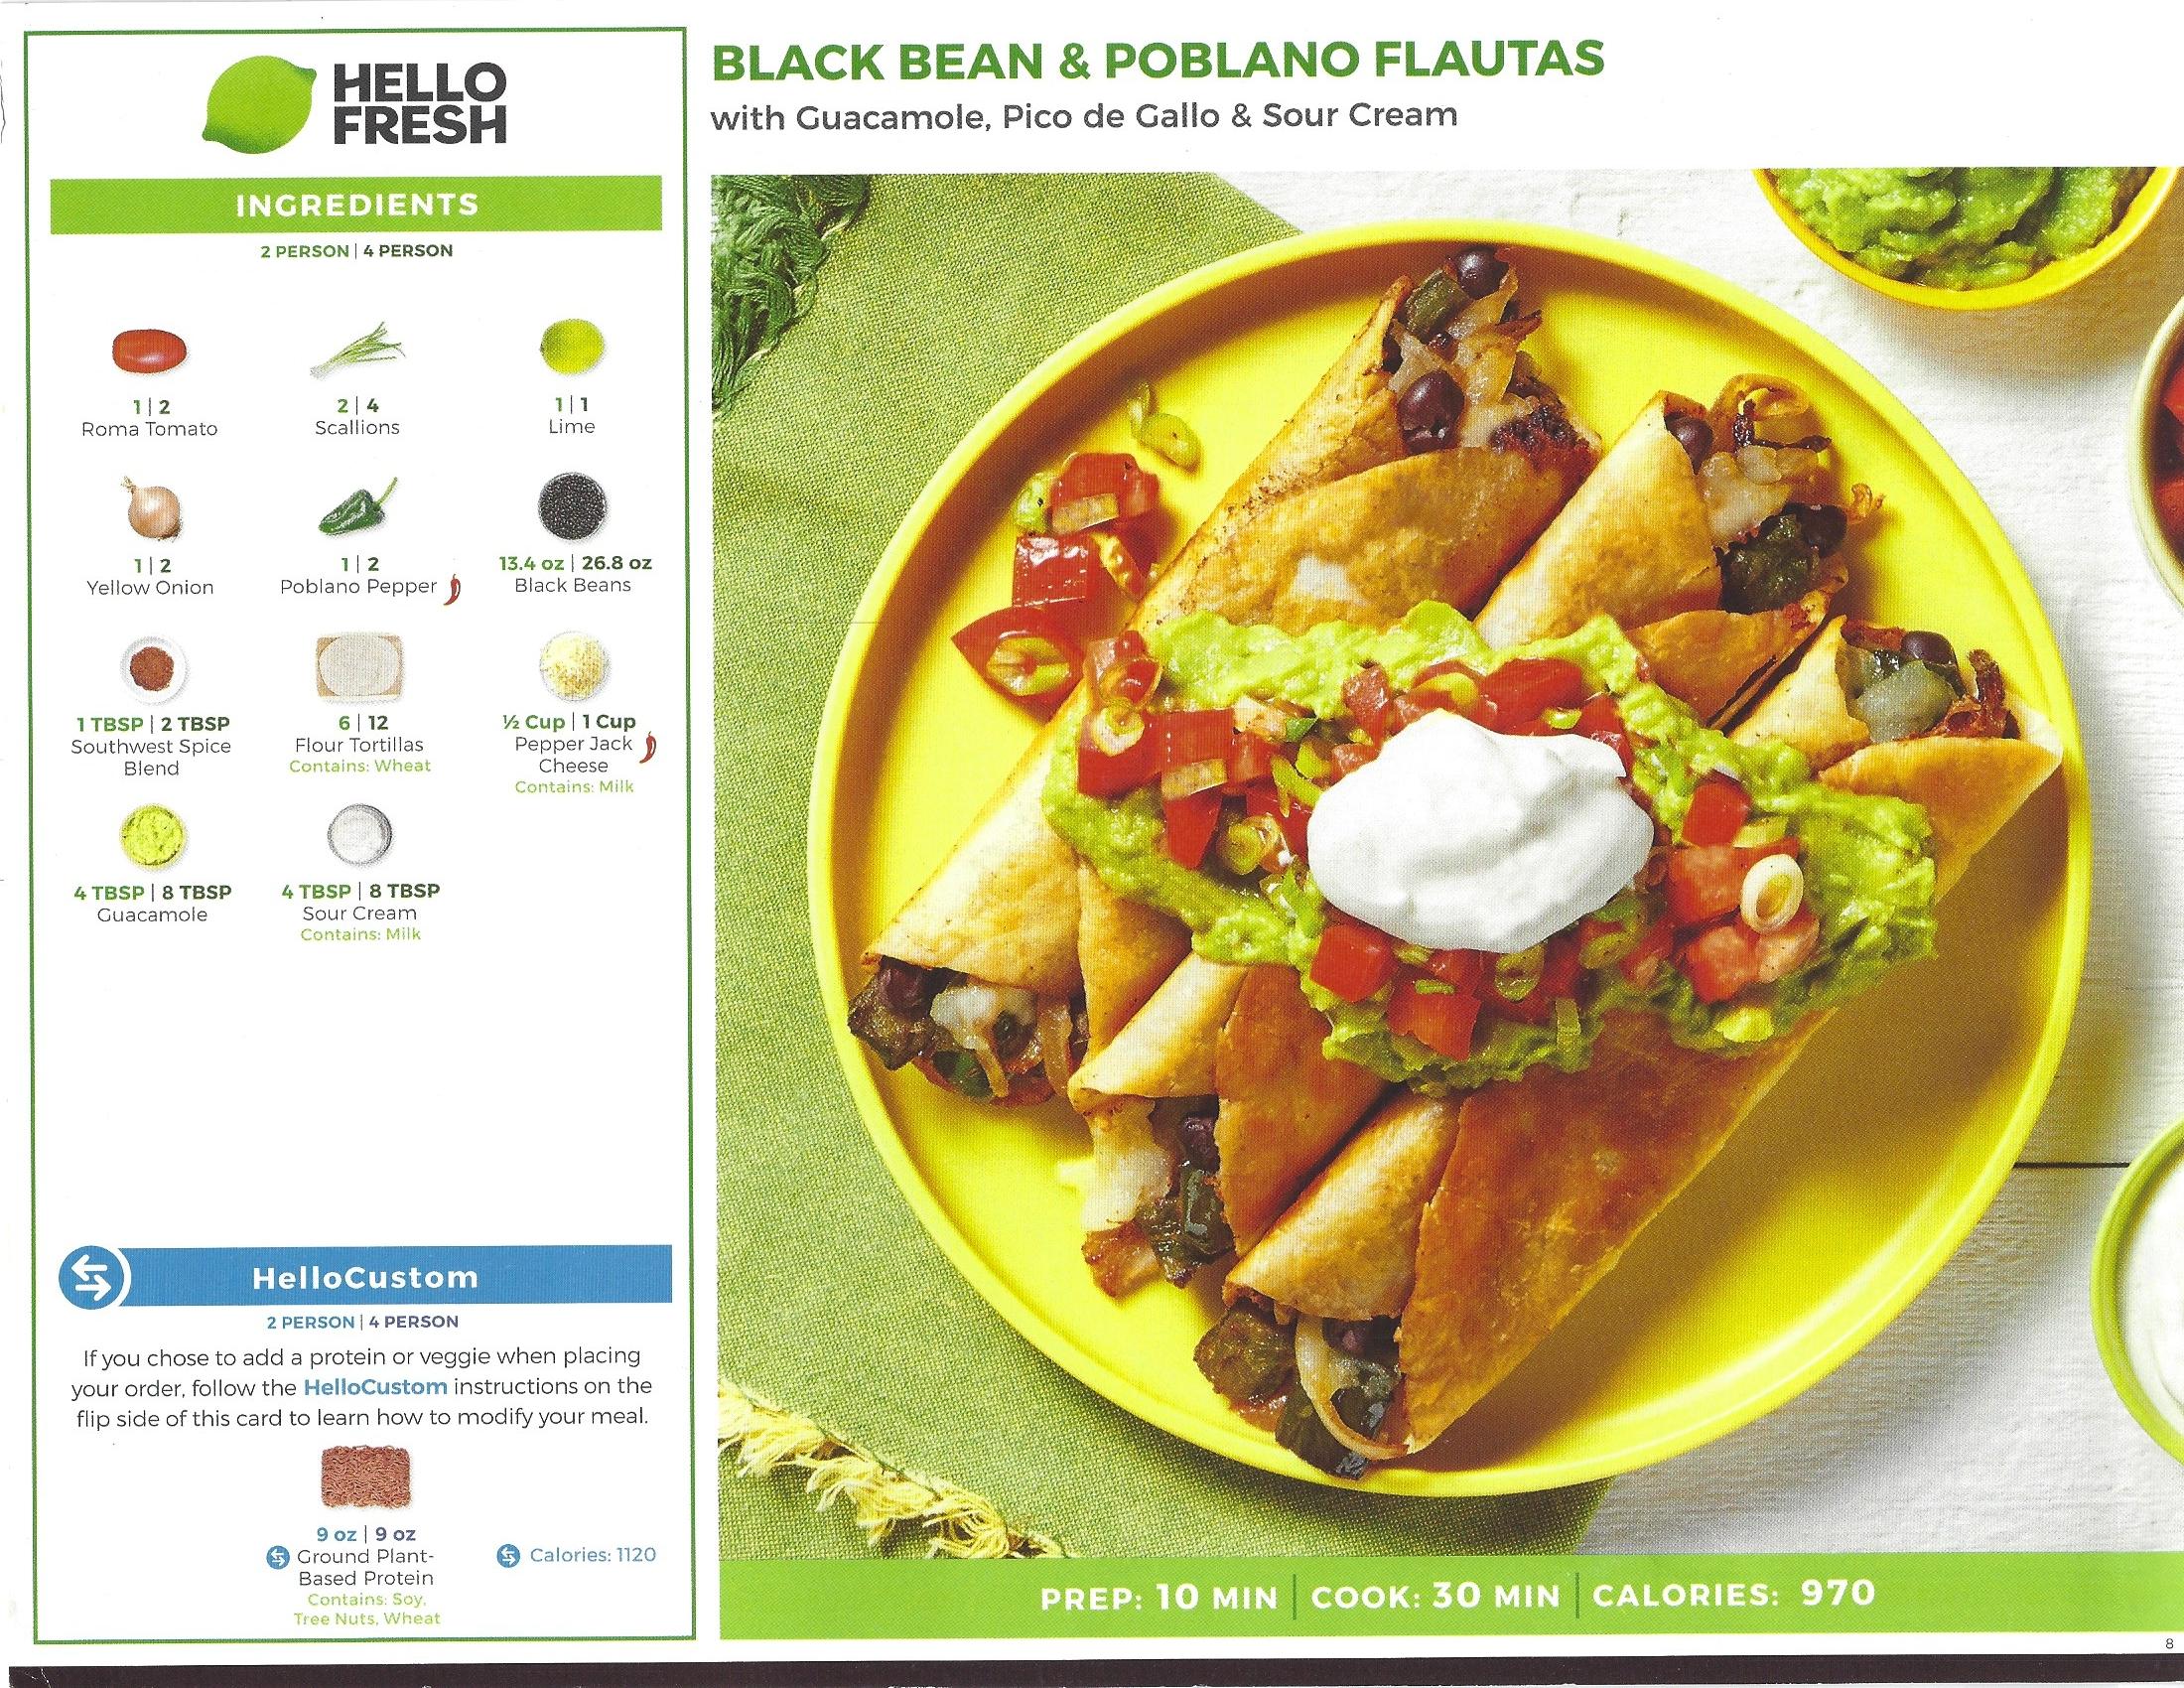 HELLO
FRESH
INGREDIENTS
2 PERSON | 4 PERSON
1 | 2
Roma Tomato
2 | 4
Scallions
1 | 1
Lime
1 | 2
Yellow Onion
1 | 2
Poblano Pepper
13.4 oz | 26.8 oz
Black Beans
1 TBSP | 2 TBSP
Southwest Spice
Blend
6 | 12
Flour Tortillas
Contains: Wheat
½ Cup | 1 Cup
Pepper Jack
Cheese
Contains: Milk
4 TBSP | 8 TBSP
Guacamole
4 TBSP | 8 TBSP
Sour Cream
Contains: Milk
HelloCustom
2 PERSON | 4 PERSON
If you chose to add a protein or veggie when placing
your order, follow the HelloCustom instructions on the
flip side of this card to learn how to modify your meal.
9 oz | 9 oz
Ground Plant-
Based Protein
Contains: Soy,
Tree Nuts, Wheat
Calories: 1120
BLACK BEAN & POBLANO FLAUTAS
with Guacamole, Pico de Gallo & Sour Cream
PREP: 10 MIN | COOK: 30 MIN | CALORIES: 970
8